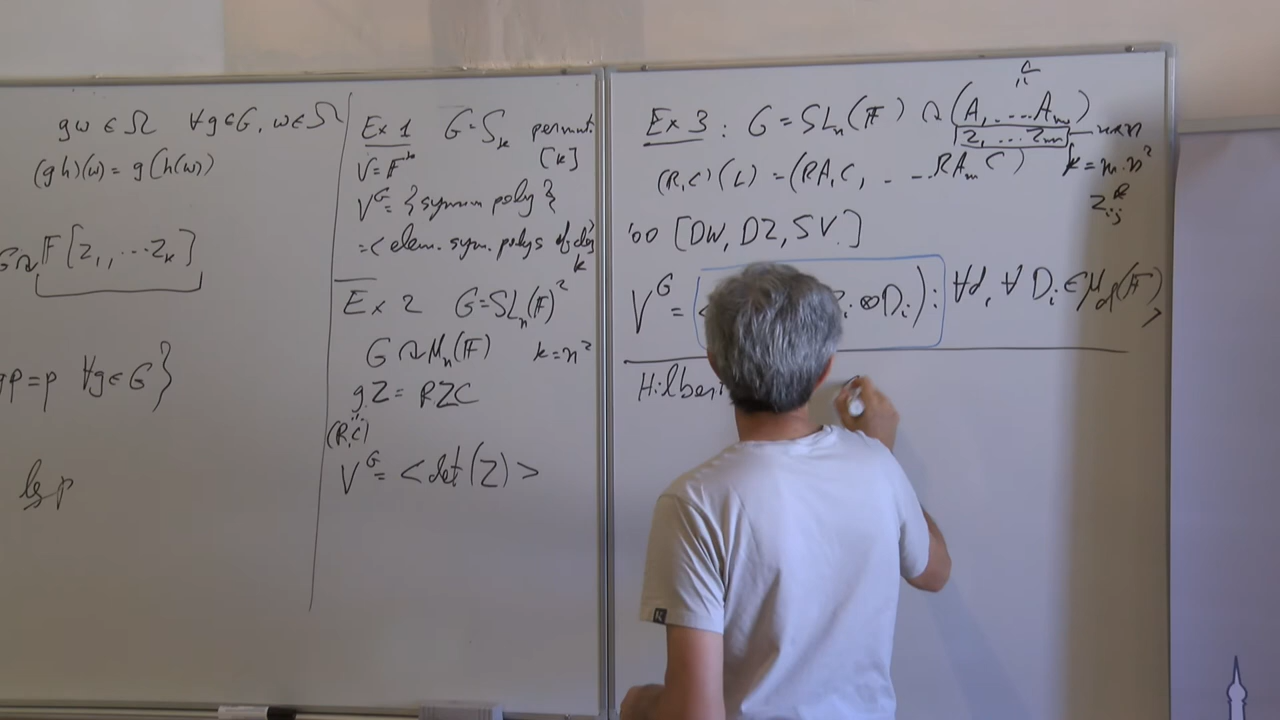 gw ∈ Ω ∀g∈G, w∈Ω
(gh)(w) = g(h(w))
G↷ F[z₁, ... z_k]
gp = p ∀g∈G }
Ex 1 G = S_k permut.
V = F^k [k]
V^G = { symm poly }
= < elem. sym. polys of deg
k
Ex 2 G = SL_n(F)²
G ↷ M_n(F) k = n²
g.Z = RZC
(R,C)
V^G = < det(Z) >
Ex 3 : G = SL_n(F) ↷ (A₁, ... A_m)
z₁ ... z_m n×n
(R,C)(L) = (RA₁C, ... RA_mC) k = m·n²
'00 [DW, DZ, SV.]
V^G = < ⊗D_i) : ∀d, ∀ D_i ∈ M_d(F) >
Hilbert